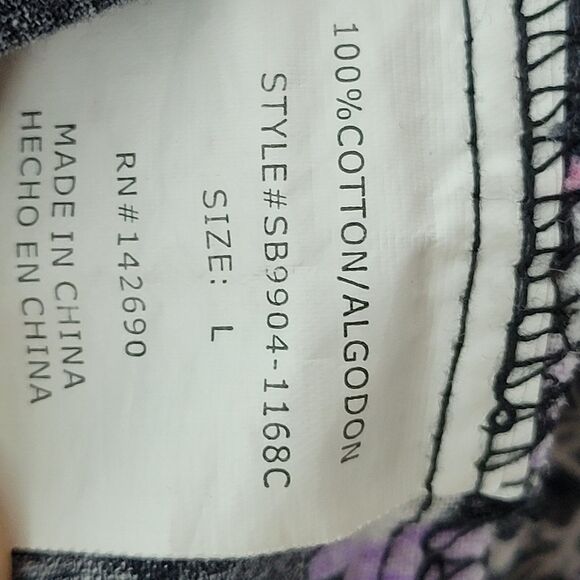 100%COTTON/ALGODON
STYLE#SB9904-1168C
SIZE: L
RN#142690
MADE IN CHINA
HECHO EN CHINA